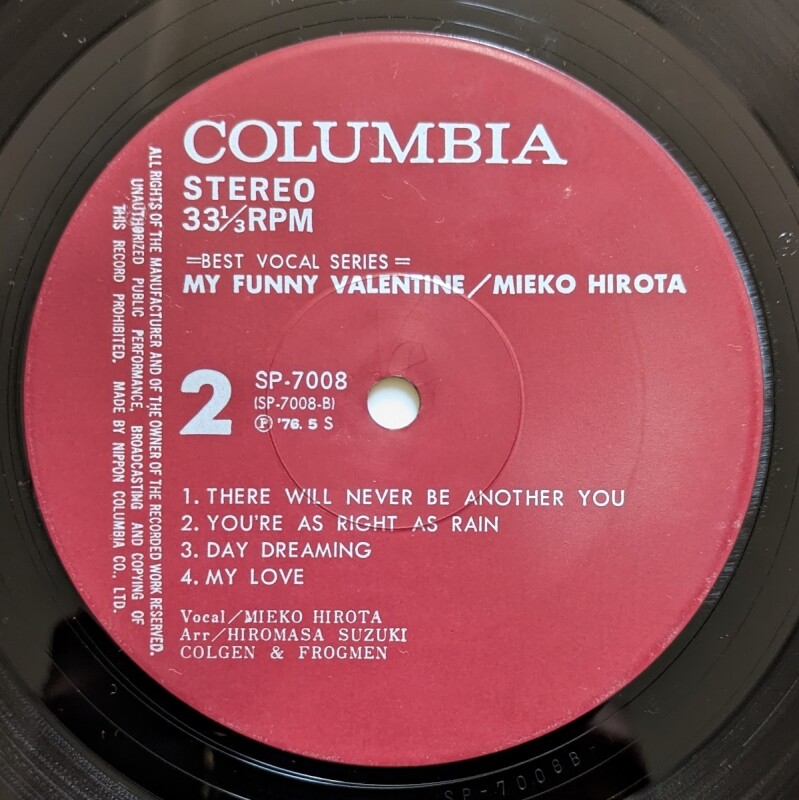 COLUMBIA
STEREO
33⅓RPM
=BEST VOCAL SERIES=
MY FUNNY VALENTINE/MIEKO HIROTA
2
SP-7008
(SP-7008-B)
Ⓟ '76. 5 S
1. THERE WILL NEVER BE ANOTHER YOU
2. YOU'RE AS RIGHT AS RAIN
3. DAY DREAMING
4. MY LOVE
Vocal/MIEKO HIROTA
Arr/HIROMASA SUZUKI
COLGEN & FROGMEN
ALL RIGHTS OF THE MANUFACTURER AND OF THE OWNER OF THE RECORDED WORK RESERVED.
UNAUTHORIZED PUBLIC PERFORMANCE, BROADCASTING AND COPYING OF
THIS RECORD PROHIBITED. MADE BY NIPPON COLUMBIA CO., LTD.
SP-7008B-